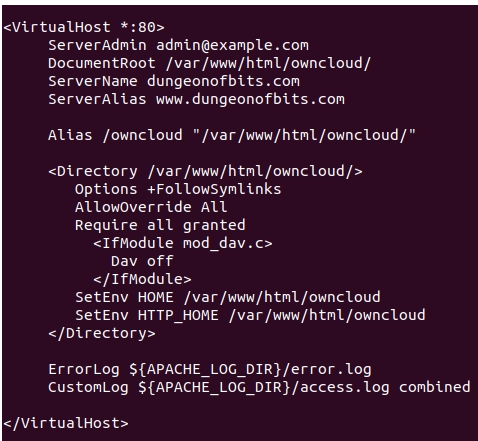 <VirtualHost *:80>
ServerAdmin admin@example.com
DocumentRoot /var/www/html/owncloud/
ServerName dungeonofbits.com
ServerAlias www.dungeonofbits.com
Alias /owncloud "/var/www/html/owncloud/"
<Directory /var/www/html/owncloud/>
Options +FollowSymlinks
AllowOverride All
Require all granted
<IfModule mod_dav.c>
Dav off
</IfModule>
SetEnv HOME /var/www/html/owncloud
SetEnv HTTP_HOME /var/www/html/owncloud
</Directory>
ErrorLog ${APACHE_LOG_DIR}/error.log
CustomLog ${APACHE_LOG_DIR}/access.log combined
</VirtualHost>